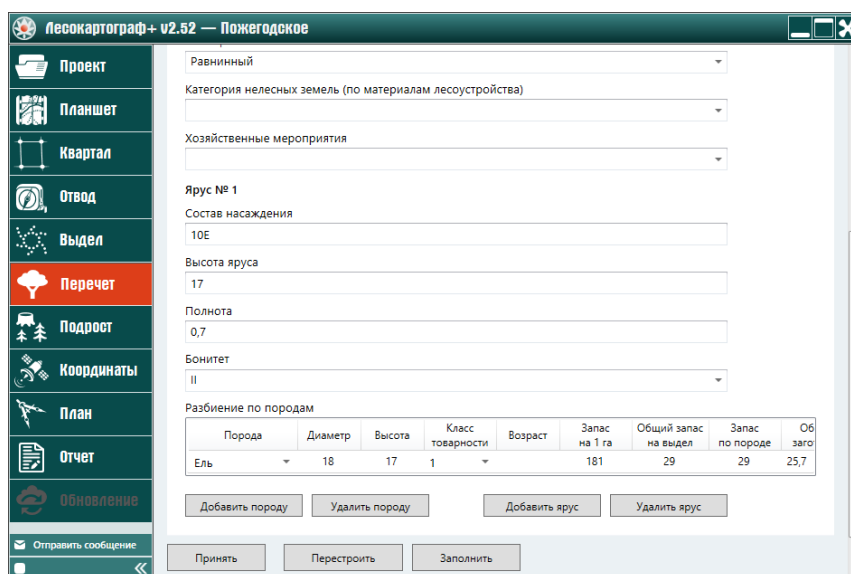 Лесокартограф+ v2.52 — Пожегодское
Проект
Планшет
Квартал
Отвод
Выдел
Перечет
Подрост
Координаты
План
Отчет
Обновление
Отправить сообщение
Равнинный
Категория нелесных земель (по материалам лесоустройства)
Хозяйственные мероприятия
Ярус № 1
Состав насаждения
10Е
Высота яруса
17
Полнота
0,7
Бонитет
II
Разбиение по породам
Порода Диаметр Высота Класс товарности Возраст Запас на 1 га Общий запас на выдел Запас по породе Об заго
Ель 18 17 1 181 29 29 25,7
Добавить породу Удалить породу Добавить ярус Удалить ярус
Принять Перестроить Заполнить